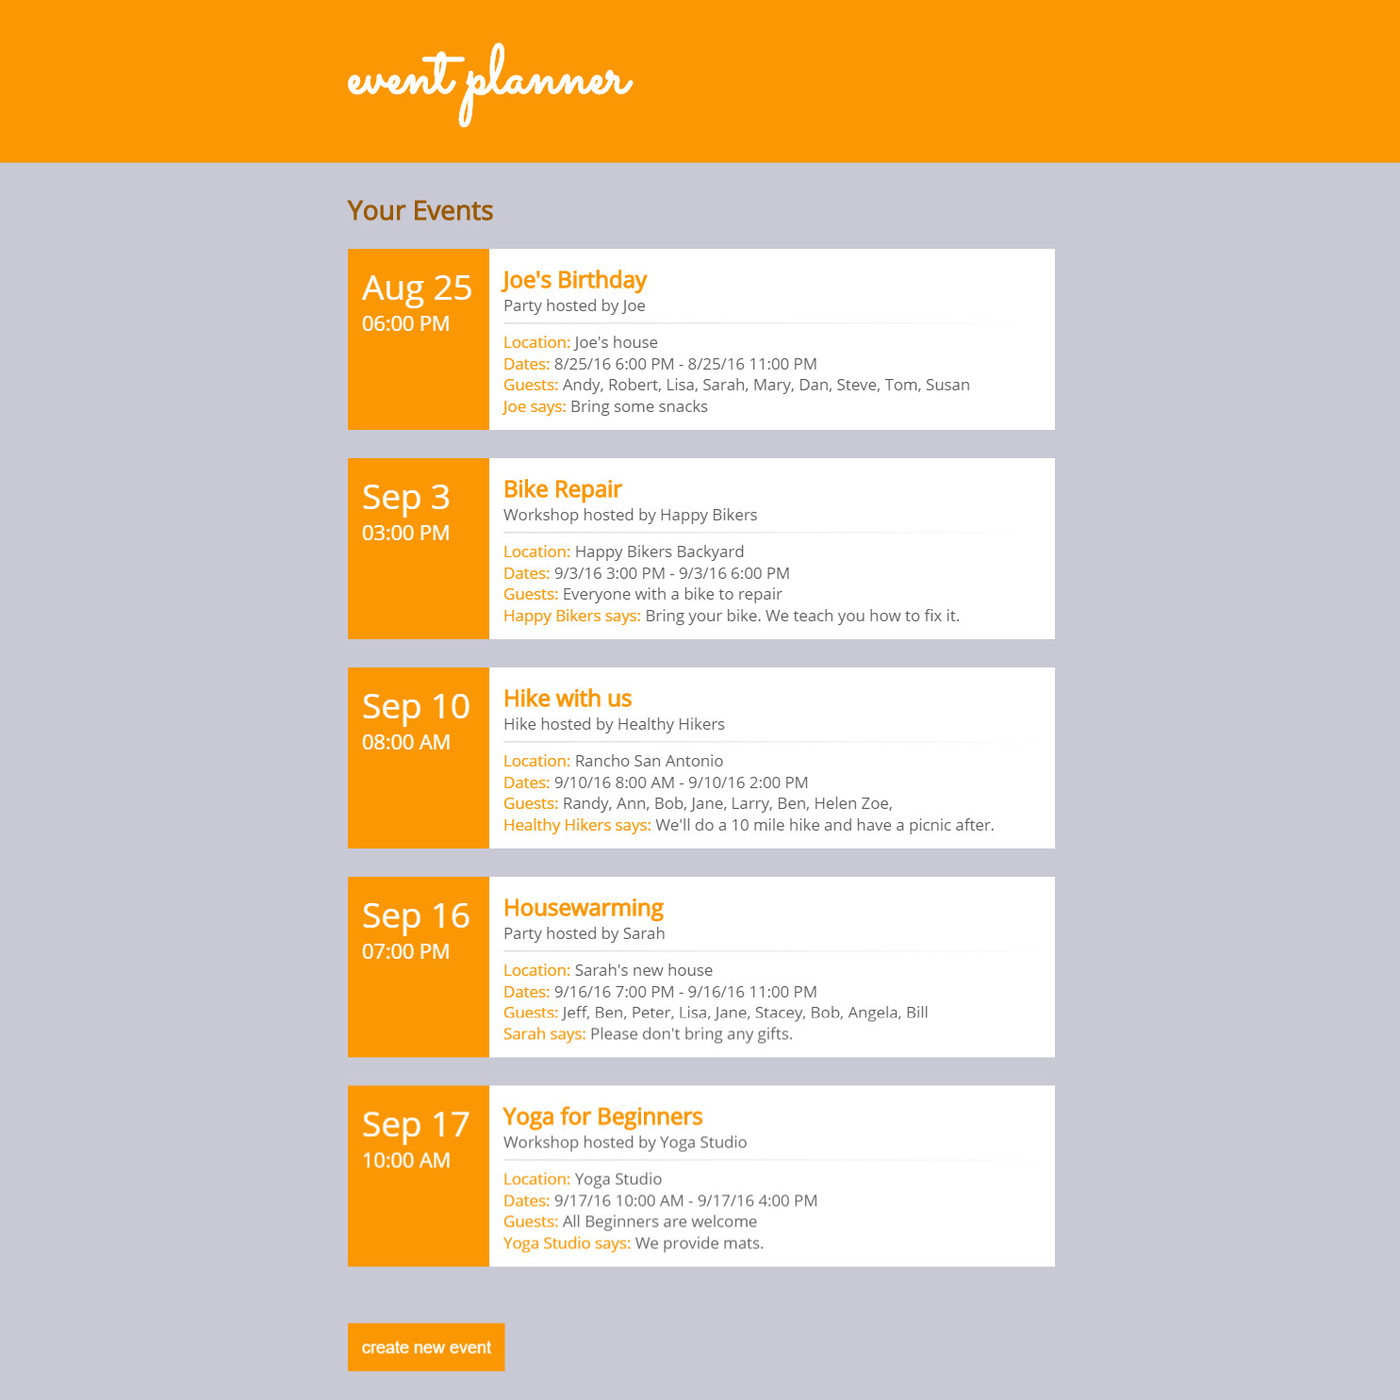 event planner
Your Events
Aug 25
06:00 PM
Joe's Birthday
Party hosted by Joe
Location: Joe's house
Dates: 8/25/16 6:00 PM - 8/25/16 11:00 PM
Guests: Andy, Robert, Lisa, Sarah, Mary, Dan, Steve, Tom, Susan
Joe says: Bring some snacks
Sep 3
03:00 PM
Bike Repair
Workshop hosted by Happy Bikers
Location: Happy Bikers Backyard
Dates: 9/3/16 3:00 PM - 9/3/16 6:00 PM
Guests: Everyone with a bike to repair
Happy Bikers says: Bring your bike. We teach you how to fix it.
Sep 10
08:00 AM
Hike with us
Hike hosted by Healthy Hikers
Location: Rancho San Antonio
Dates: 9/10/16 8:00 AM - 9/10/16 2:00 PM
Guests: Randy, Ann, Bob, Jane, Larry, Ben, Helen Zoe,
Healthy Hikers says: We'll do a 10 mile hike and have a picnic after.
Sep 16
07:00 PM
Housewarming
Party hosted by Sarah
Location: Sarah's new house
Dates: 9/16/16 7:00 PM - 9/16/16 11:00 PM
Guests: Jeff, Ben, Peter, Lisa, Jane, Stacey, Bob, Angela, Bill
Sarah says: Please don't bring any gifts.
Sep 17
10:00 AM
Yoga for Beginners
Workshop hosted by Yoga Studio
Location: Yoga Studio
Dates: 9/17/16 10:00 AM - 9/17/16 4:00 PM
Guests: All Beginners are welcome
Yoga Studio says: We provide mats.
create new event